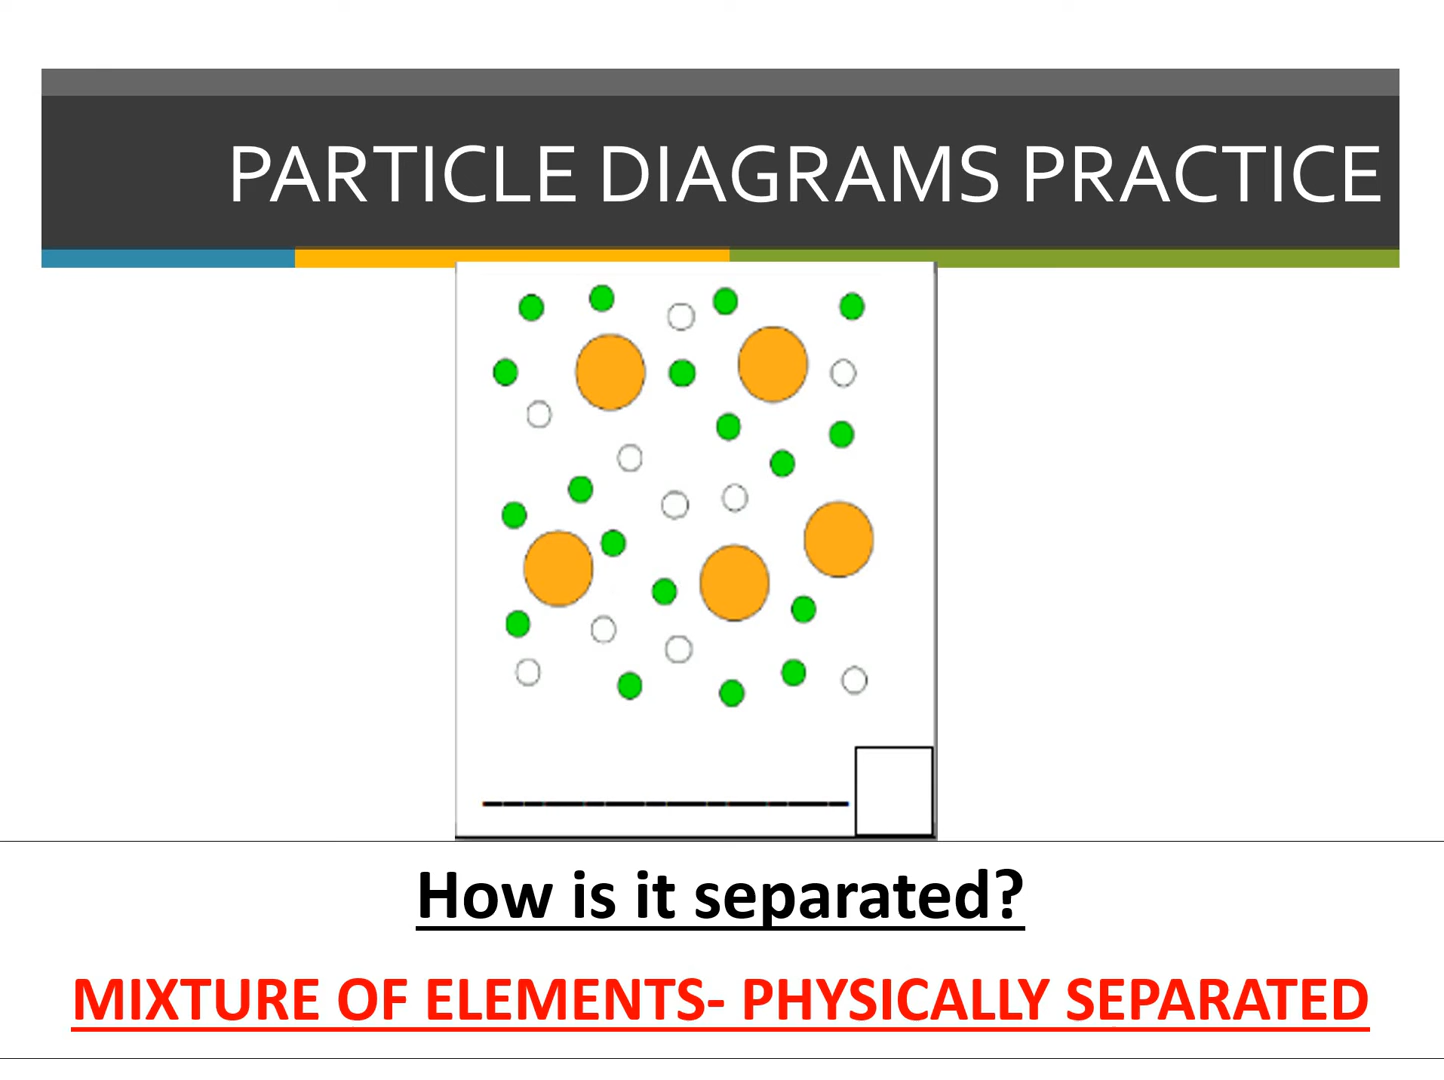 PARTICLE DIAGRAMS PRACTICE
How is it separated?
MIXTURE OF ELEMENTS- PHYSICALLY SEPARATED